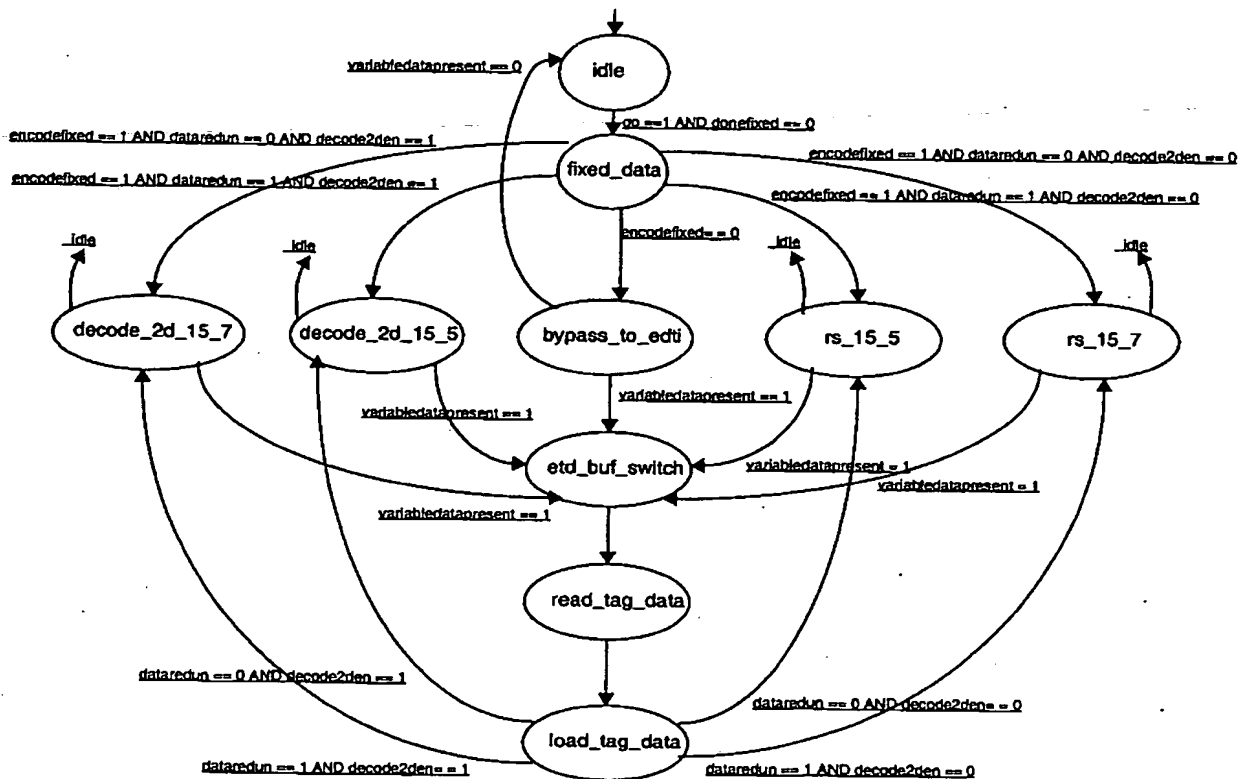 idle
variabledatapresent == 0
go ==1 AND donefixed == 0
encodefixed == 1 AND dataredun == 0 AND decode2den == 1
encodefixed == 1 AND dataredun == 0 AND decode2den == 0
fixed_data
encodefixed == 1 AND dataredun == 1 AND decode2den == 1
encodefixed == 1 AND dataredun == 1 AND decode2den == 0
encodefixed= = 0
idle
idle
idle
idle
decode_2d_15_7
decode_2d_15_5
bypass_to_edti
rs_15_5
rs_15_7
variabledatapresent == 1
variabledatapresent == 1
etd_buf_switch
variabledatapresent = 1
variabledatapresent = 1
variabledatapresent == 1
read_tag_data
dataredun == 0 AND decode2den == 1
dataredun == 0 AND decode2den= = 0
load_tag_data
dataredun == 1 AND decode2den= = 1
dataredun == 1 AND decode2den == 0